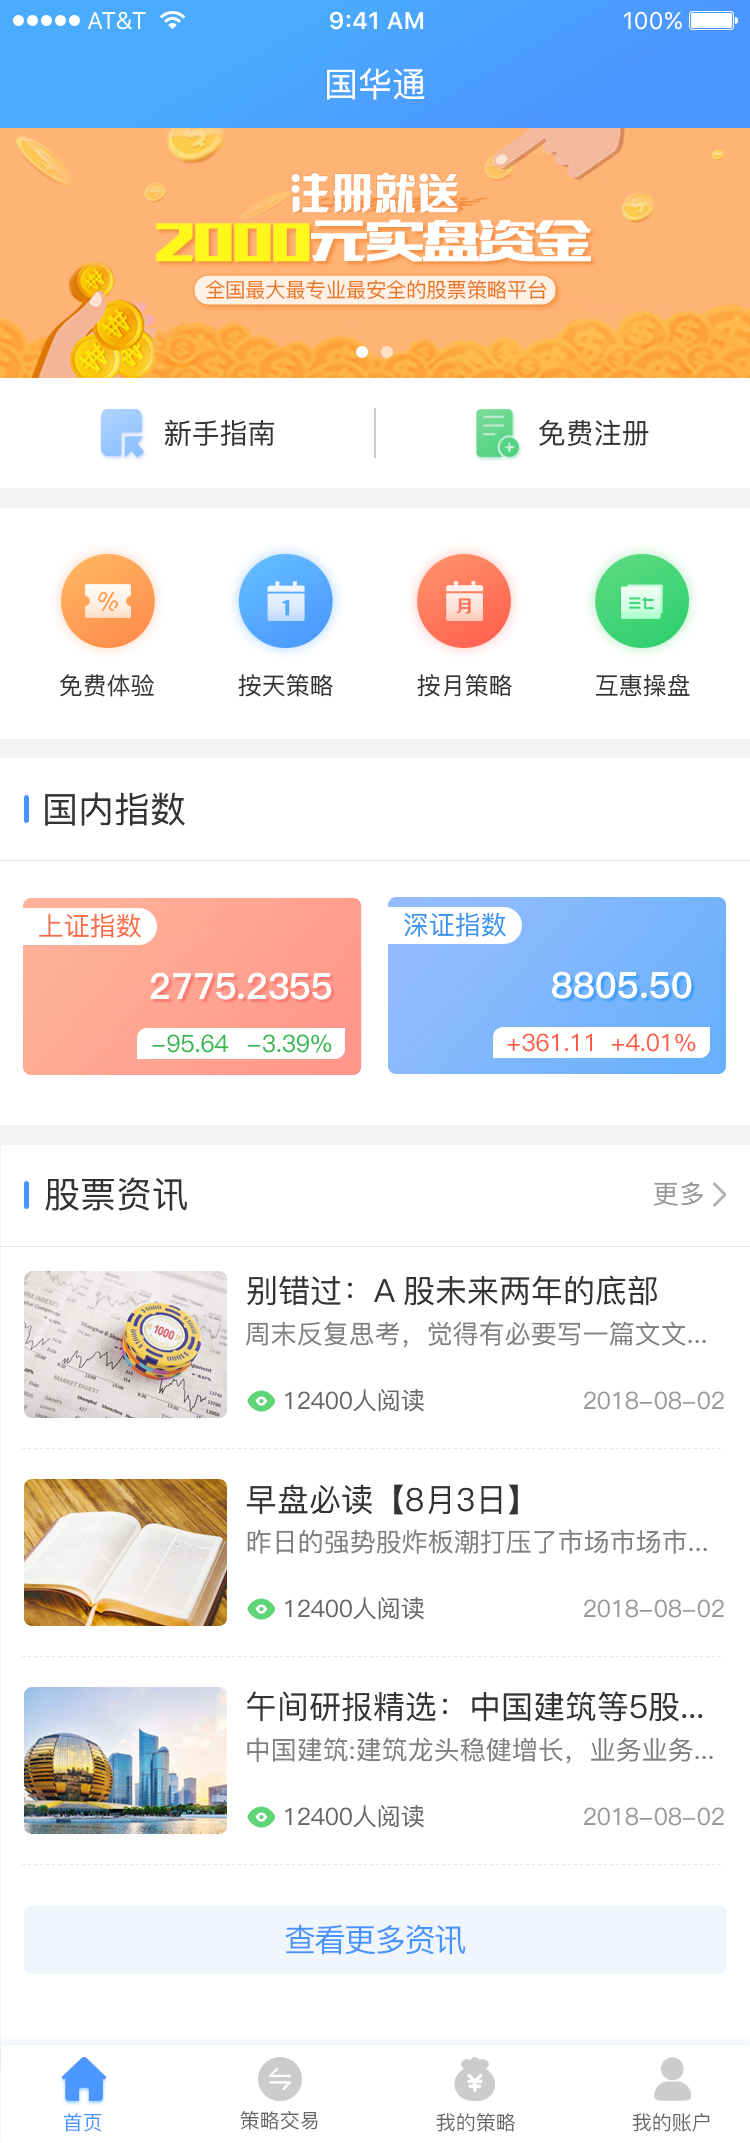 AT&T 9:41 AM 100%
国华通
注册就送
2000元实盘资金
全国最大最专业最安全的股票策略平台
新手指南 免费注册
% 1 月
免费体验 按天策略 按月策略 互惠操盘
国内指数
上证指数 深证指数
2775.2355 8805.50
-95.64 -3.39% +361.11 +4.01%
股票资讯 更多
别错过：A 股未来两年的底部
周末反复思考，觉得有必要写一篇文文...
12400人阅读 2018-08-02
早盘必读【8月3日】
昨日的强势股炸板潮打压了市场市场市...
12400人阅读 2018-08-02
午间研报精选：中国建筑等5股...
中国建筑:建筑龙头稳健增长，业务业务...
12400人阅读 2018-08-02
查看更多资讯
首页 策略交易 我的策略 我的账户